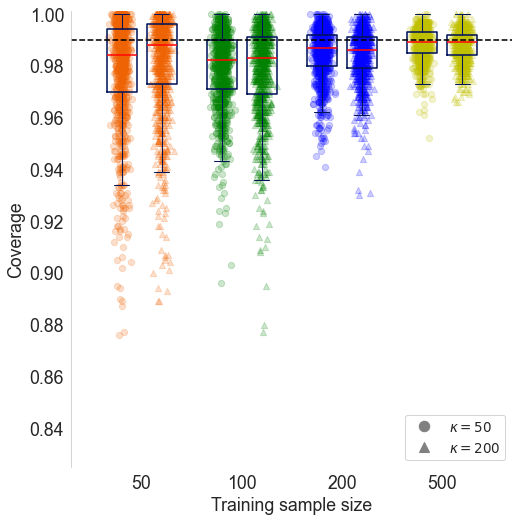 1.00
0.98
0.96
0.94
0.92
0.90
0.88
0.86
0.84
Coverage
50 100 200 500
Training sample size
κ = 50
κ = 200